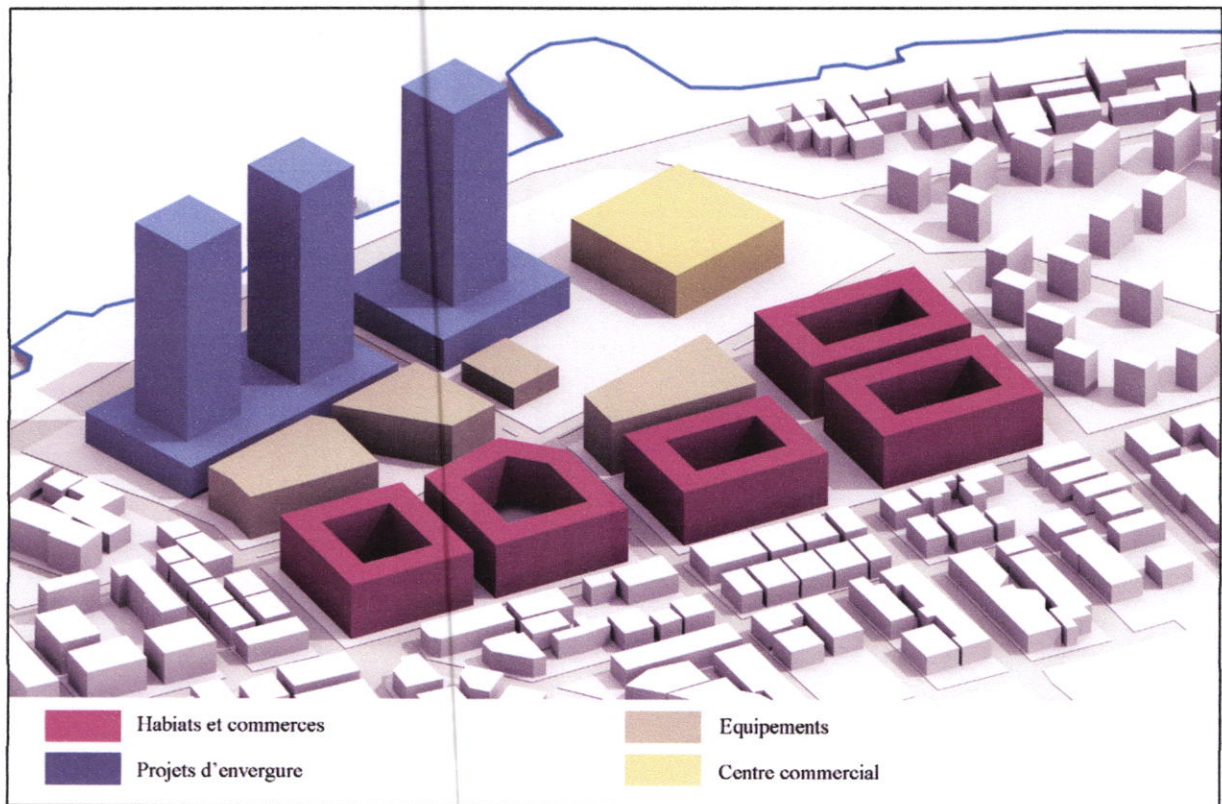 Habiats et commerces
Equipements
Projets d'envergure
Centre commercial